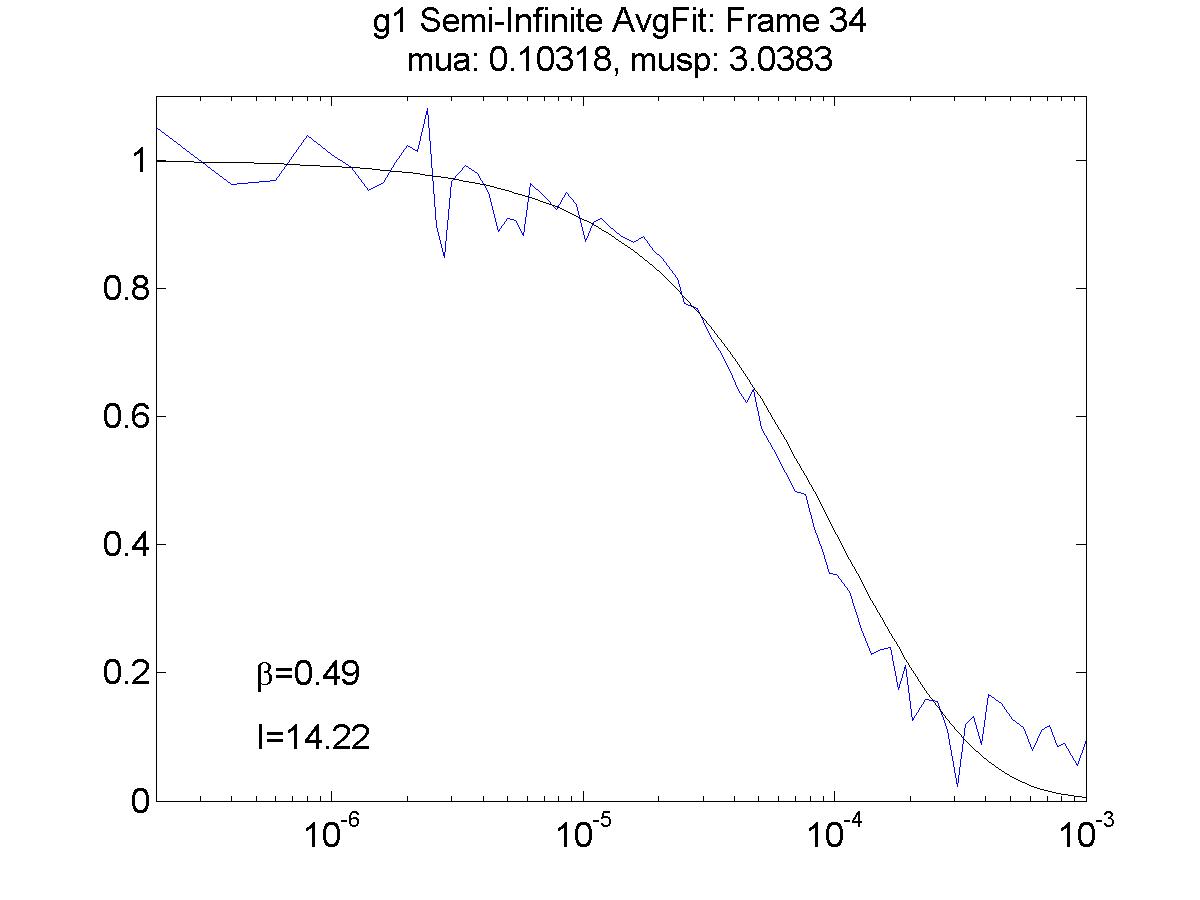 g1 Semi-Infinite AvgFit: Frame 34
mua: 0.10318, musp: 3.0383
1
0.8
0.6
0.4
0.2
0
β=0.49
I=14.22
10^-6
10^-5
10^-4
10^-3